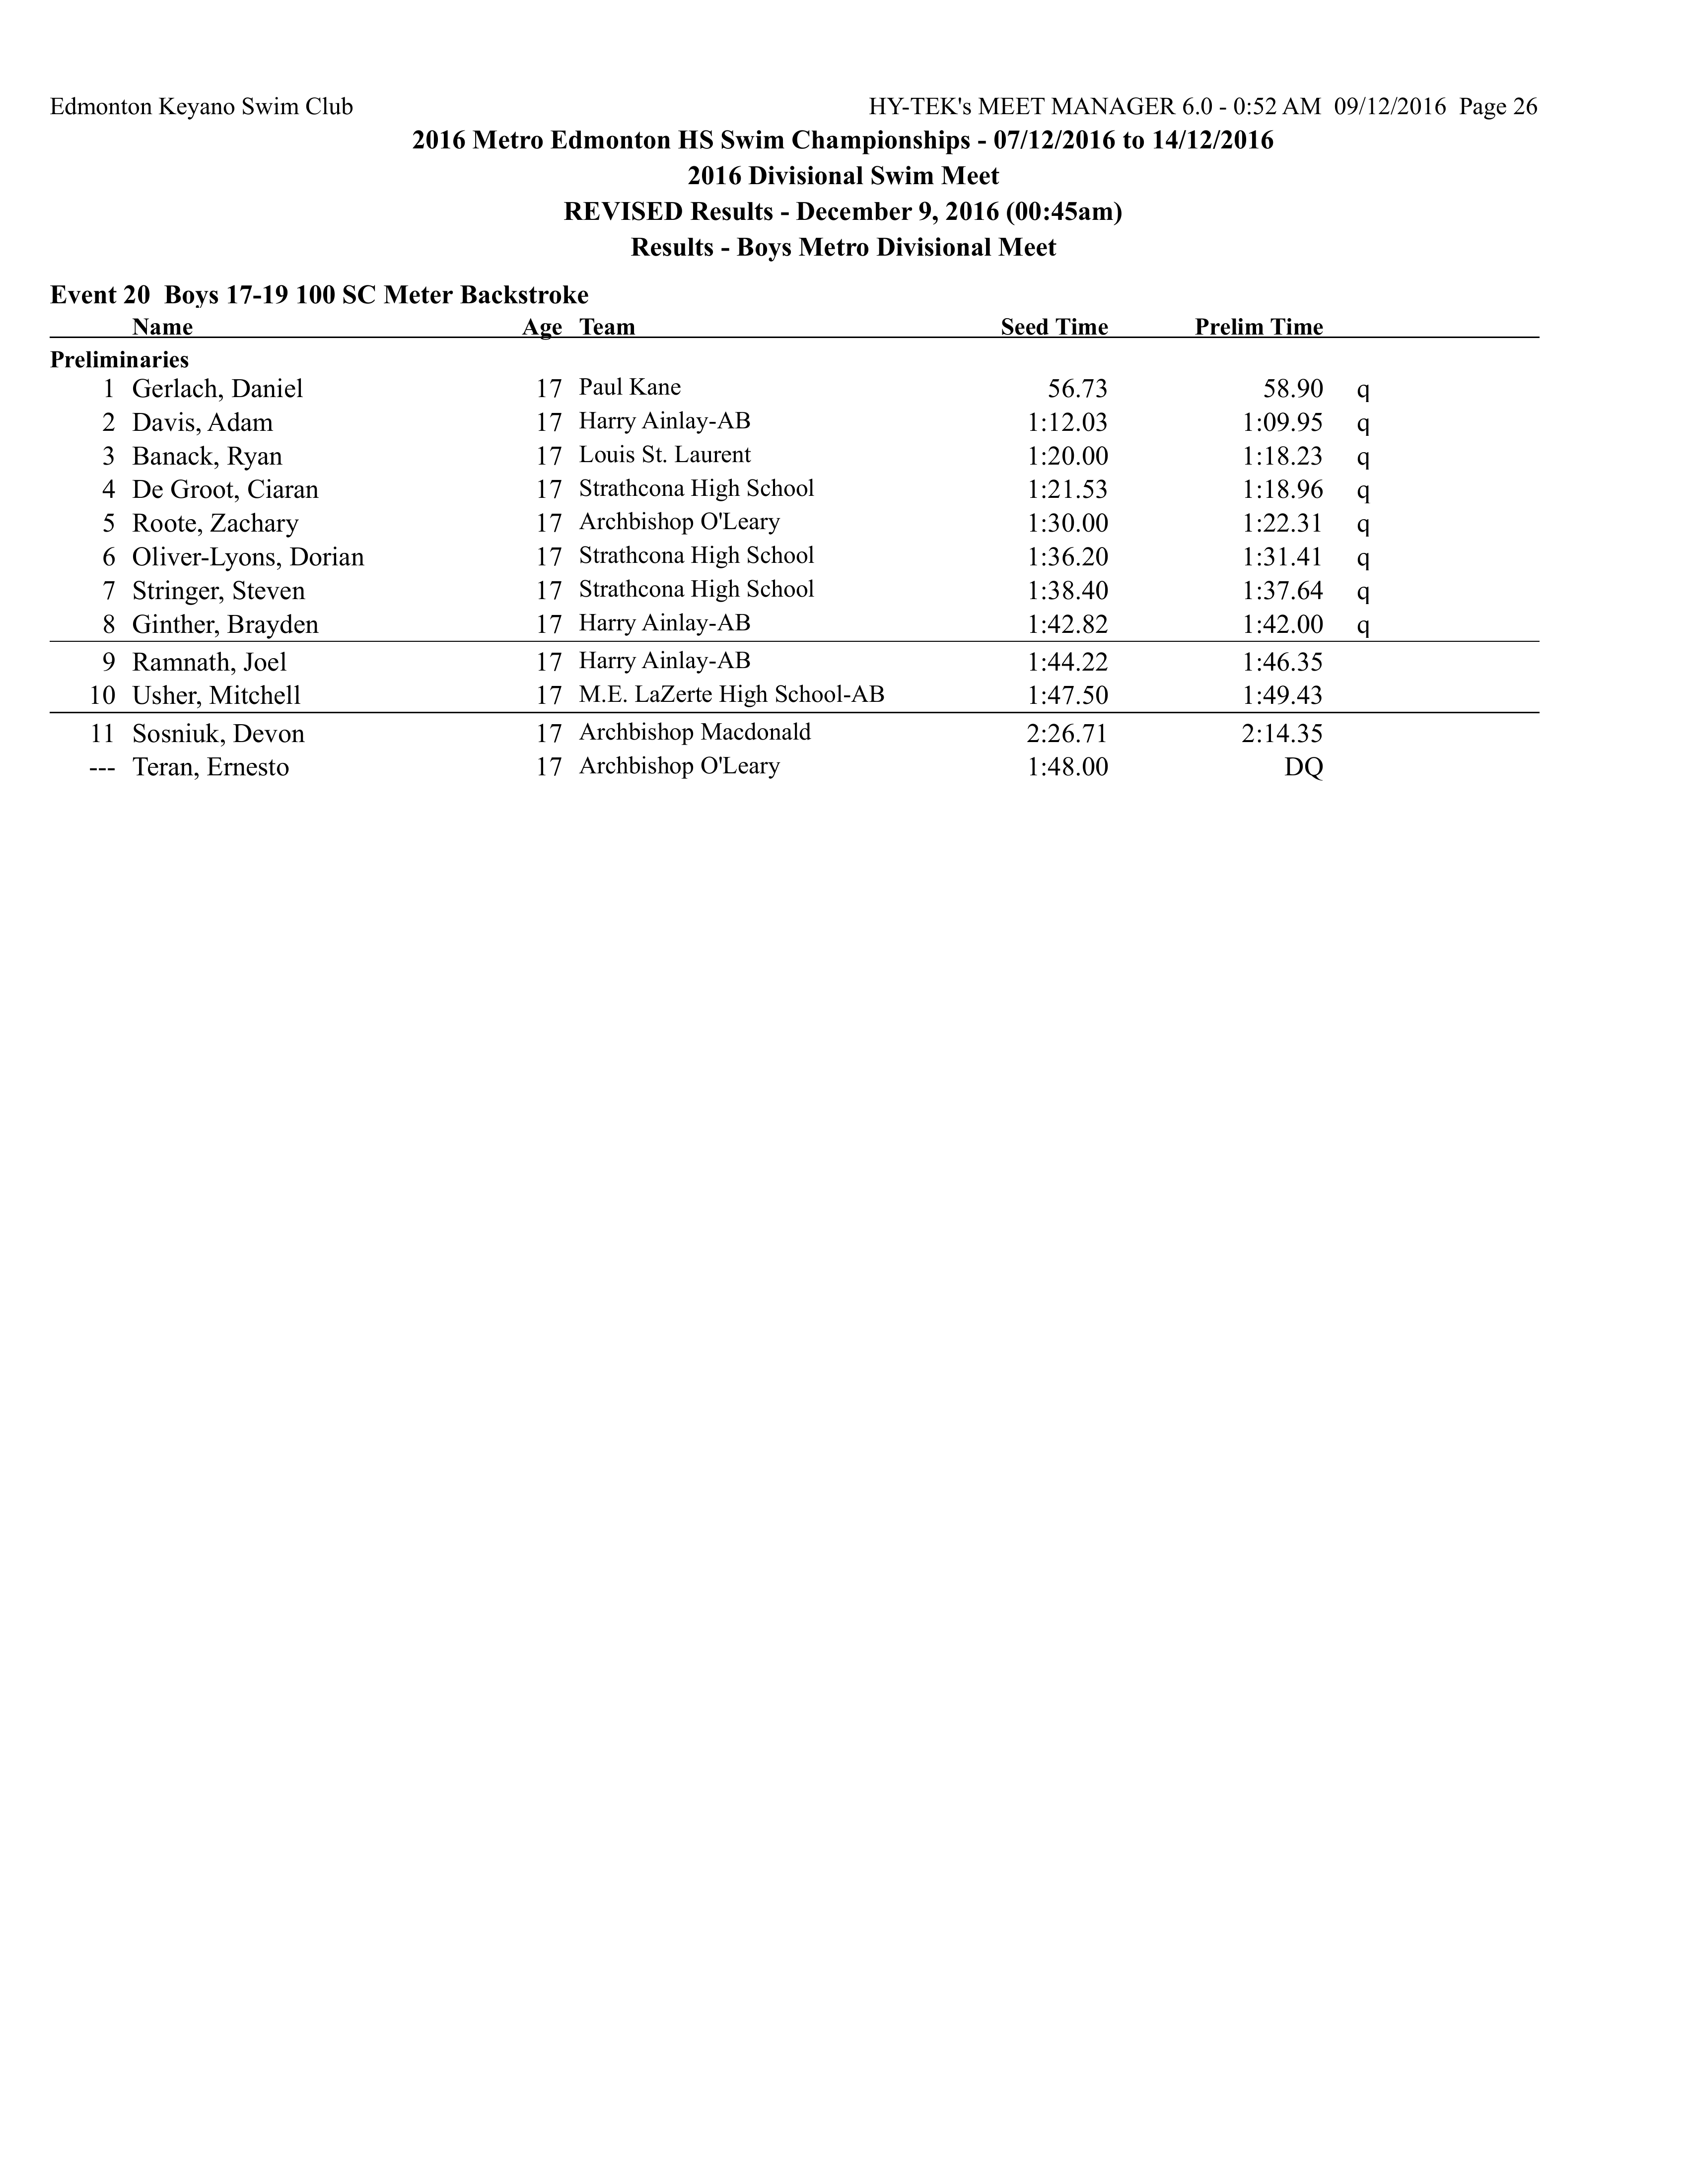 Edmonton Keyano Swim Club HY-TEK's MEET MANAGER 6.0 - 0:52 AM 09/12/2016 Page 26
2016 Metro Edmonton HS Swim Championships - 07/12/2016 to 14/12/2016
2016 Divisional Swim Meet
REVISED Results - December 9, 2016 (00:45am)
Results - Boys Metro Divisional Meet
Event 20 Boys 17-19 100 SC Meter Backstroke
Name Age Team Seed Time Prelim Time
Preliminaries
1 Gerlach, Daniel 17 Paul Kane 56.73 58.90 q
2 Davis, Adam 17 Harry Ainlay-AB 1:12.03 1:09.95 q
3 Banack, Ryan 17 Louis St. Laurent 1:20.00 1:18.23 q
4 De Groot, Ciaran 17 Strathcona High School 1:21.53 1:18.96 q
5 Roote, Zachary 17 Archbishop O'Leary 1:30.00 1:22.31 q
6 Oliver-Lyons, Dorian 17 Strathcona High School 1:36.20 1:31.41 q
7 Stringer, Steven 17 Strathcona High School 1:38.40 1:37.64 q
8 Ginther, Brayden 17 Harry Ainlay-AB 1:42.82 1:42.00 q
9 Ramnath, Joel 17 Harry Ainlay-AB 1:44.22 1:46.35
10 Usher, Mitchell 17 M.E. LaZerte High School-AB 1:47.50 1:49.43
11 Sosniuk, Devon 17 Archbishop Macdonald 2:26.71 2:14.35
--- Teran, Ernesto 17 Archbishop O'Leary 1:48.00 DQ